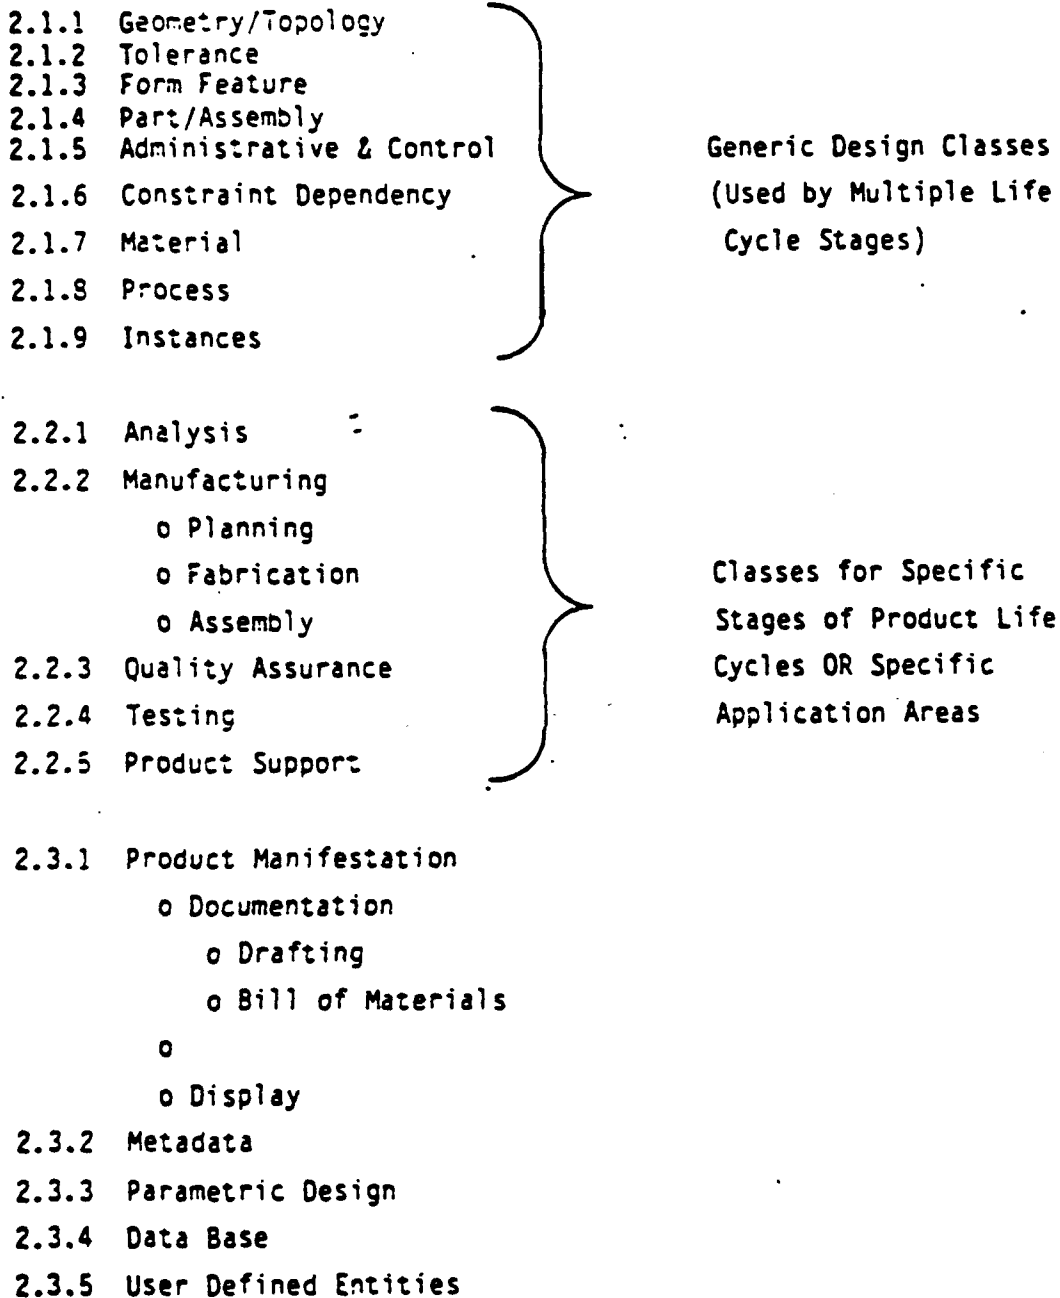 2.1.1 Geometry/Topology
2.1.2 Tolerance
2.1.3 Form Feature
2.1.4 Part/Assembly
2.1.5 Administrative & Control
2.1.6 Constraint Dependency
2.1.7 Material
2.1.8 Process
2.1.9 Instances
Generic Design Classes
(Used by Multiple Life
Cycle Stages)
2.2.1 Analysis
2.2.2 Manufacturing
o Planning
o Fabrication
o Assembly
2.2.3 Quality Assurance
2.2.4 Testing
2.2.5 Product Support
Classes for Specific
Stages of Product Life
Cycles OR Specific
Application Areas
2.3.1 Product Manifestation
o Documentation
o Drafting
o Bill of Materials
o
o Display
2.3.2 Metadata
2.3.3 Parametric Design
2.3.4 Data Base
2.3.5 User Defined Entities